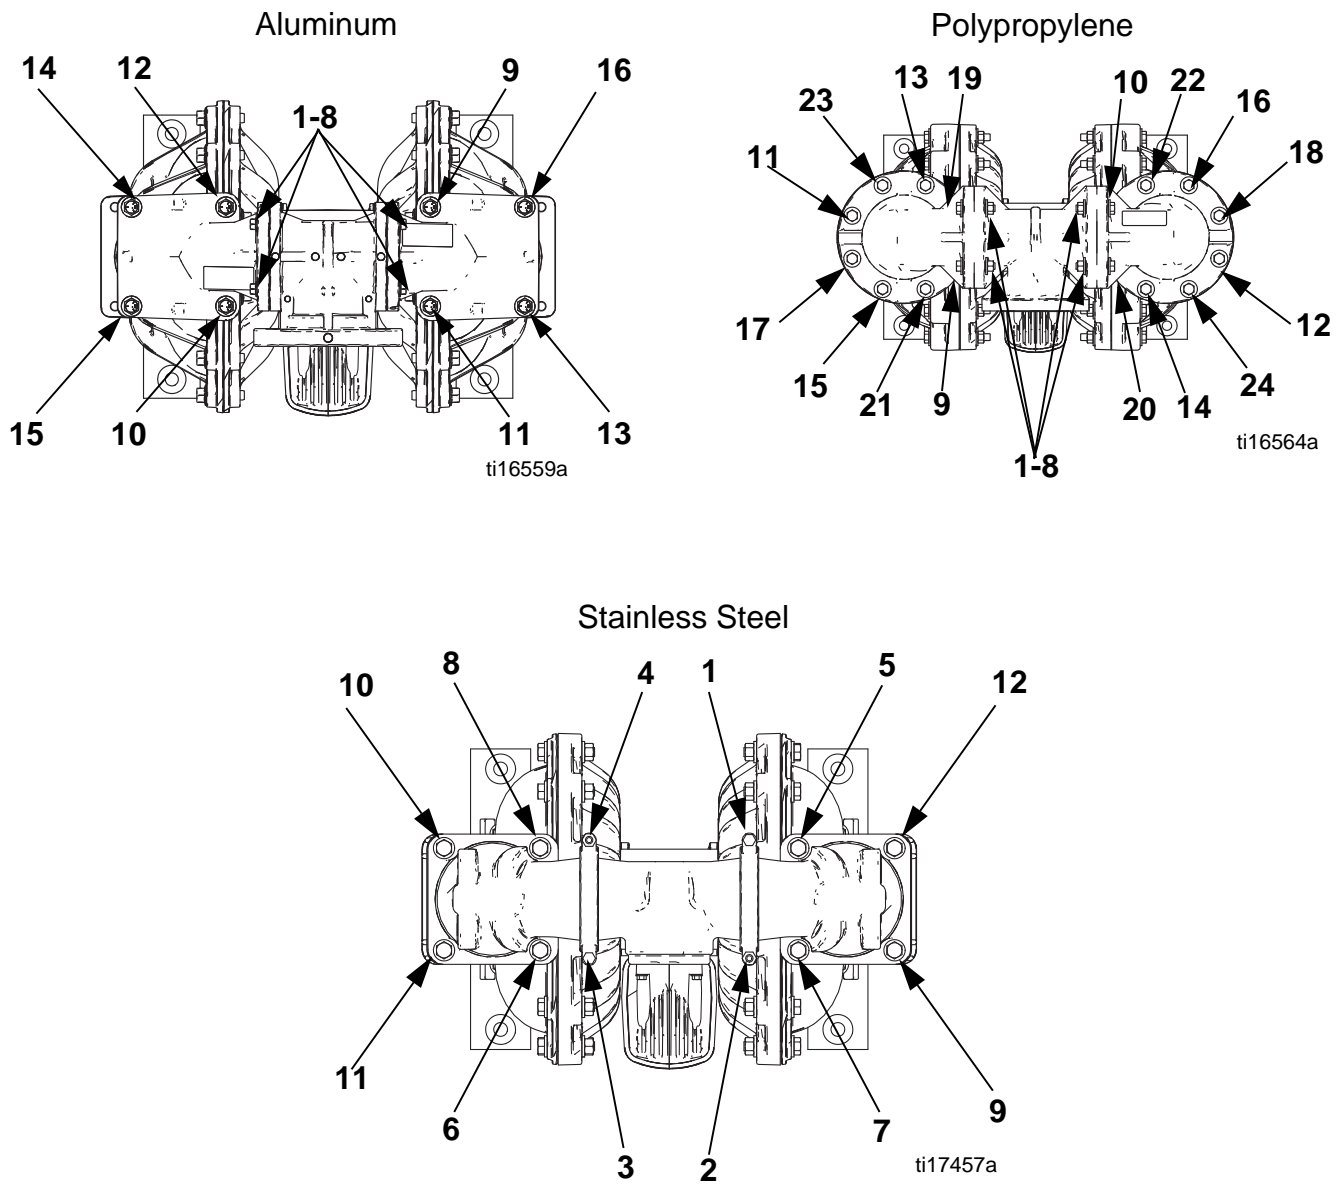 Aluminum
14 12 9 16
1-8
15 10 11 13
ti16559a
Polypropylene
13 19 10 22
23 16
11 18
17 12
15 21 9 20 14 24
1-8
ti16564a
Stainless Steel
10 8 4 1 5 12
11 6 3 2 7 9
ti17457a